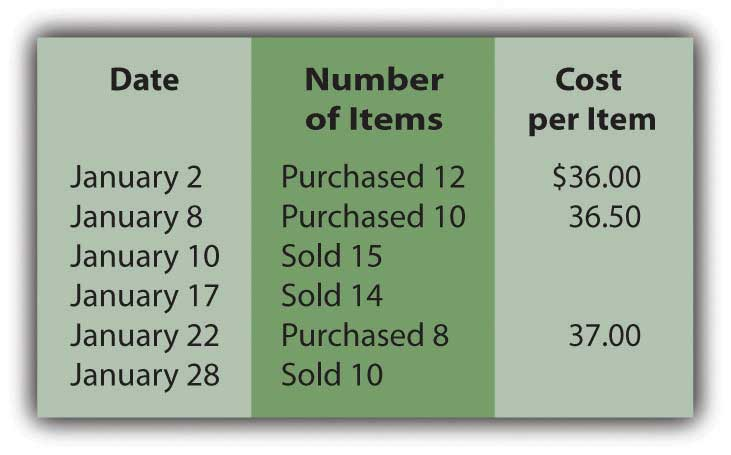 Date Number of Items Cost per Item
January 2 Purchased 12 $36.00
January 8 Purchased 10 36.50
January 10 Sold 15
January 17 Sold 14
January 22 Purchased 8 37.00
January 28 Sold 10